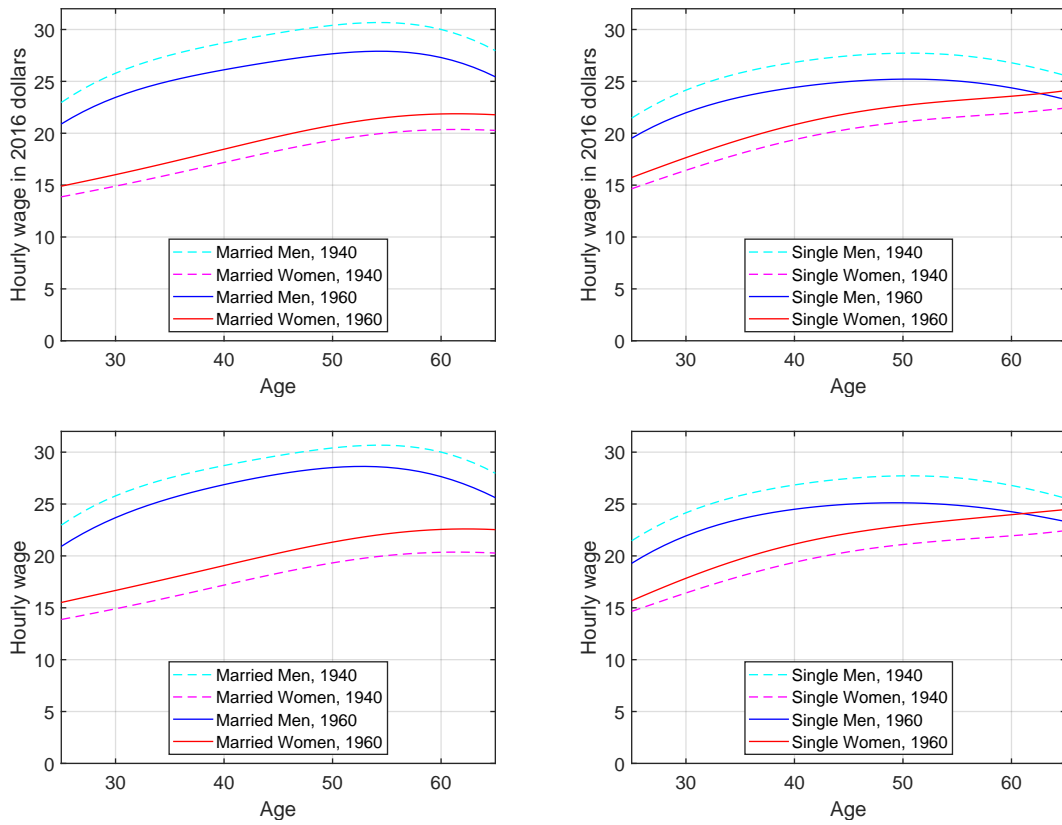 Hourly wage in 2016 dollars
30
25
20
15
10
5
0
Married Men, 1940
Married Women, 1940
Married Men, 1960
Married Women, 1960
30 40 50 60
Age
Hourly wage in 2016 dollars
30
25
20
15
10
5
0
Single Men, 1940
Single Women, 1940
Single Men, 1960
Single Women, 1960
30 40 50 60
Age
Hourly wage
30
25
20
15
10
5
0
Married Men, 1940
Married Women, 1940
Married Men, 1960
Married Women, 1960
30 40 50 60
Age
Hourly wage
30
25
20
15
10
5
0
Single Men, 1940
Single Women, 1940
Single Men, 1960
Single Women, 1960
30 40 50 60
Age